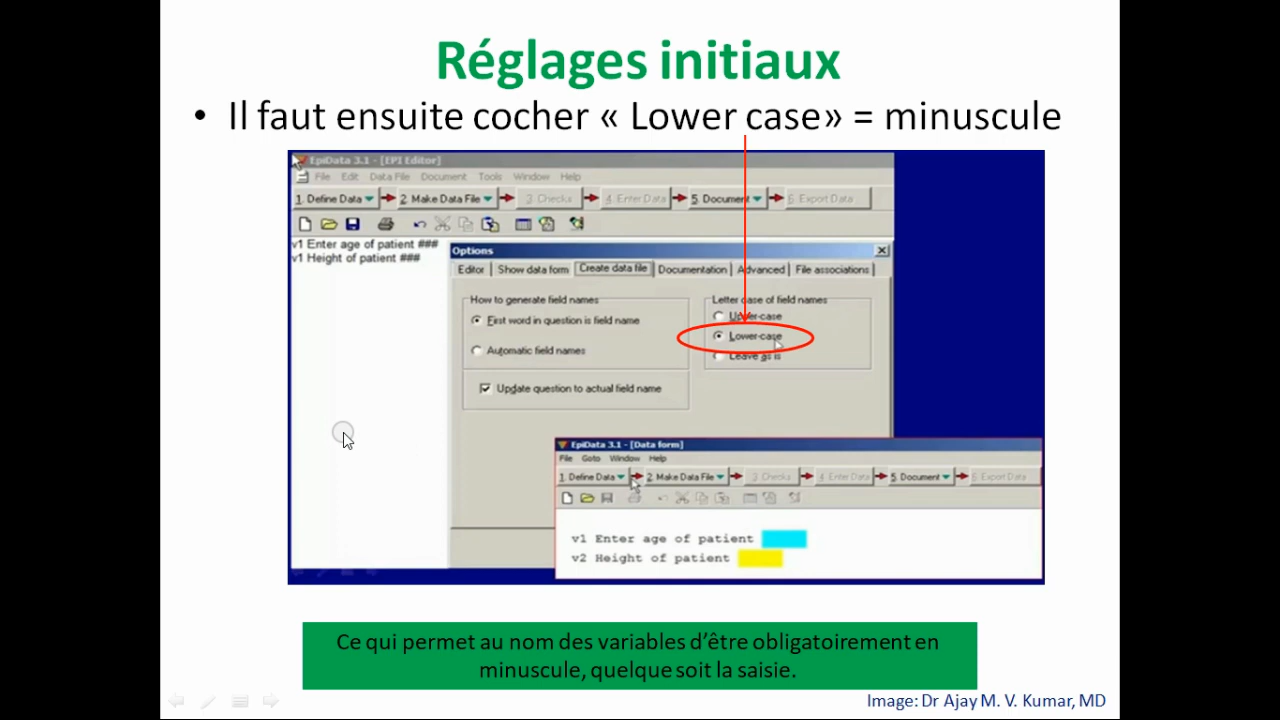 Réglages initiaux
• Il faut ensuite cocher « Lower case» = minuscule
EpiData 3.1 - [EPI Editor]
File Edit Data File Document Tools Window Help
1. Define Data 2. Make Data File 3. Checks 4. Enter Data 5. Document 6. Export Data
v1 Enter age of patient ###
v1 Height of patient ###
Options
Editor Show data form Create data file Documentation Advanced File associations
How to generate field names
First word in question is field name
Automatic field names
Update question to actual field name
Letter case of field names
Upper-case
Lower-case
Leave as is
EpiData 3.1 - [Data form]
File Goto Window Help
1. Define Data 2. Make Data File 3. Checks 4. Enter Data 5. Document 6. Export Data
v1 Enter age of patient
v2 Height of patient
Ce qui permet au nom des variables d’être obligatoirement en
minuscule, quelque soit la saisie.
Image: Dr Ajay M. V. Kumar, MD